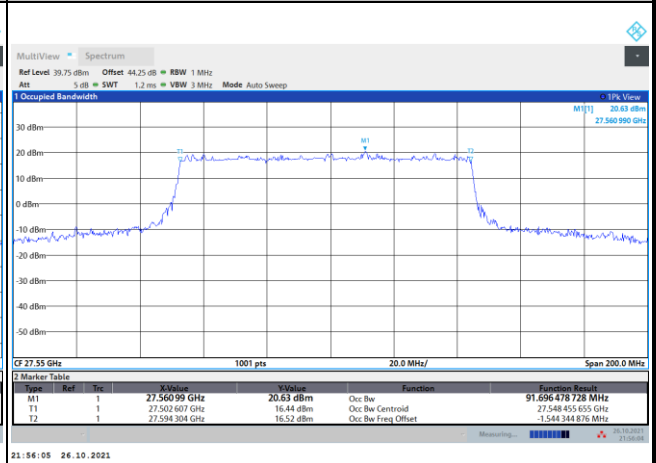 MultiView Spectrum
Ref Level 39.75 dBm Offset 44.25 dB RBW 1 MHz
Att 5 dB SWT 1.2 ms VBW 3 MHz Mode Auto Sweep
1 Occupied Bandwidth 1Pk View
M1[1] 20.63 dBm
27.560 990 GHz
30 dBm
M1
20 dBm
T1 T2
10 dBm
0 dBm
-10 dBm
-20 dBm
-30 dBm
-40 dBm
-50 dBm
CF 27.55 GHz 1001 pts 20.0 MHz/ Span 200.0 MHz
2 Marker Table
Type Ref Trc X-Value Y-Value Function Function Result
M1 1 27.560 99 GHz 20.63 dBm Occ Bw 91.696 478 728 MHz
T1 1 27.502 607 GHz 16.44 dBm Occ Bw Centroid 27.548 455 655 GHz
T2 1 27.594 304 GHz 16.52 dBm Occ Bw Freq Offset -1.544 344 876 MHz
Measuring... 26.10.2021
21:56:04
21:56:05 26.10.2021